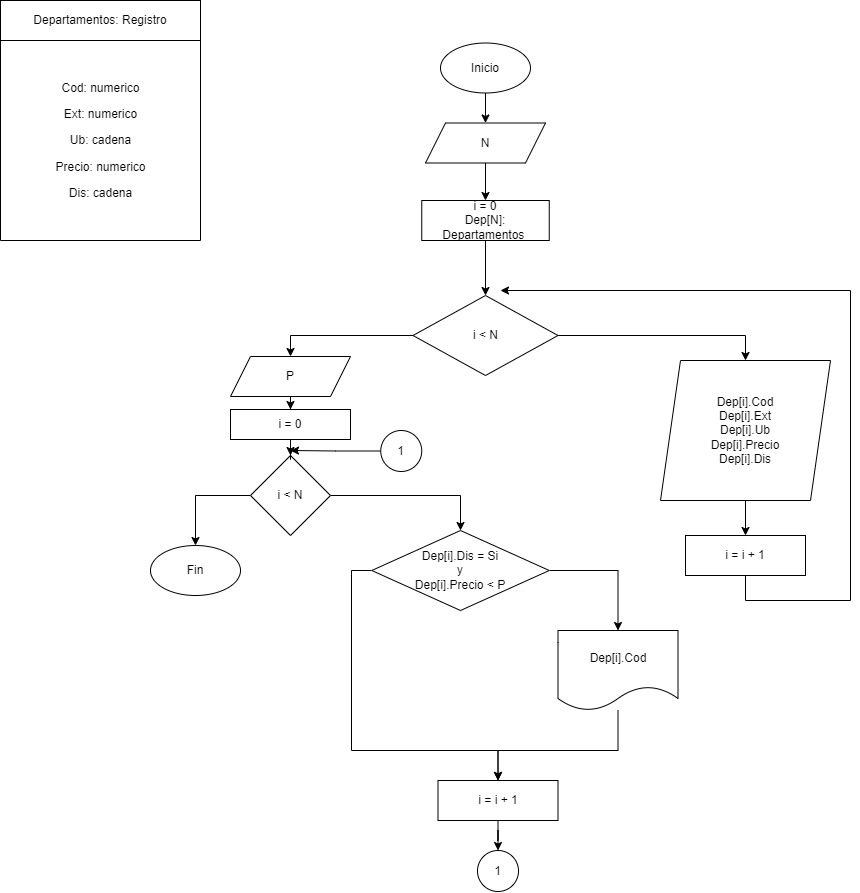 Departamentos: Registro
Cod: numerico
Ext: numerico
Ub: cadena
Precio: numerico
Dis: cadena
Inicio
N
i = 0
Dep[N]:
Departamentos
i < N
P
i = 0
1
i < N
Fin
Dep[i].Cod
Dep[i].Ext
Dep[i].Ub
Dep[i].Precio
Dep[i].Dis
i = i + 1
Dep[i].Dis = Si
y
Dep[i].Precio < P
Dep[i].Cod
i = i + 1
1